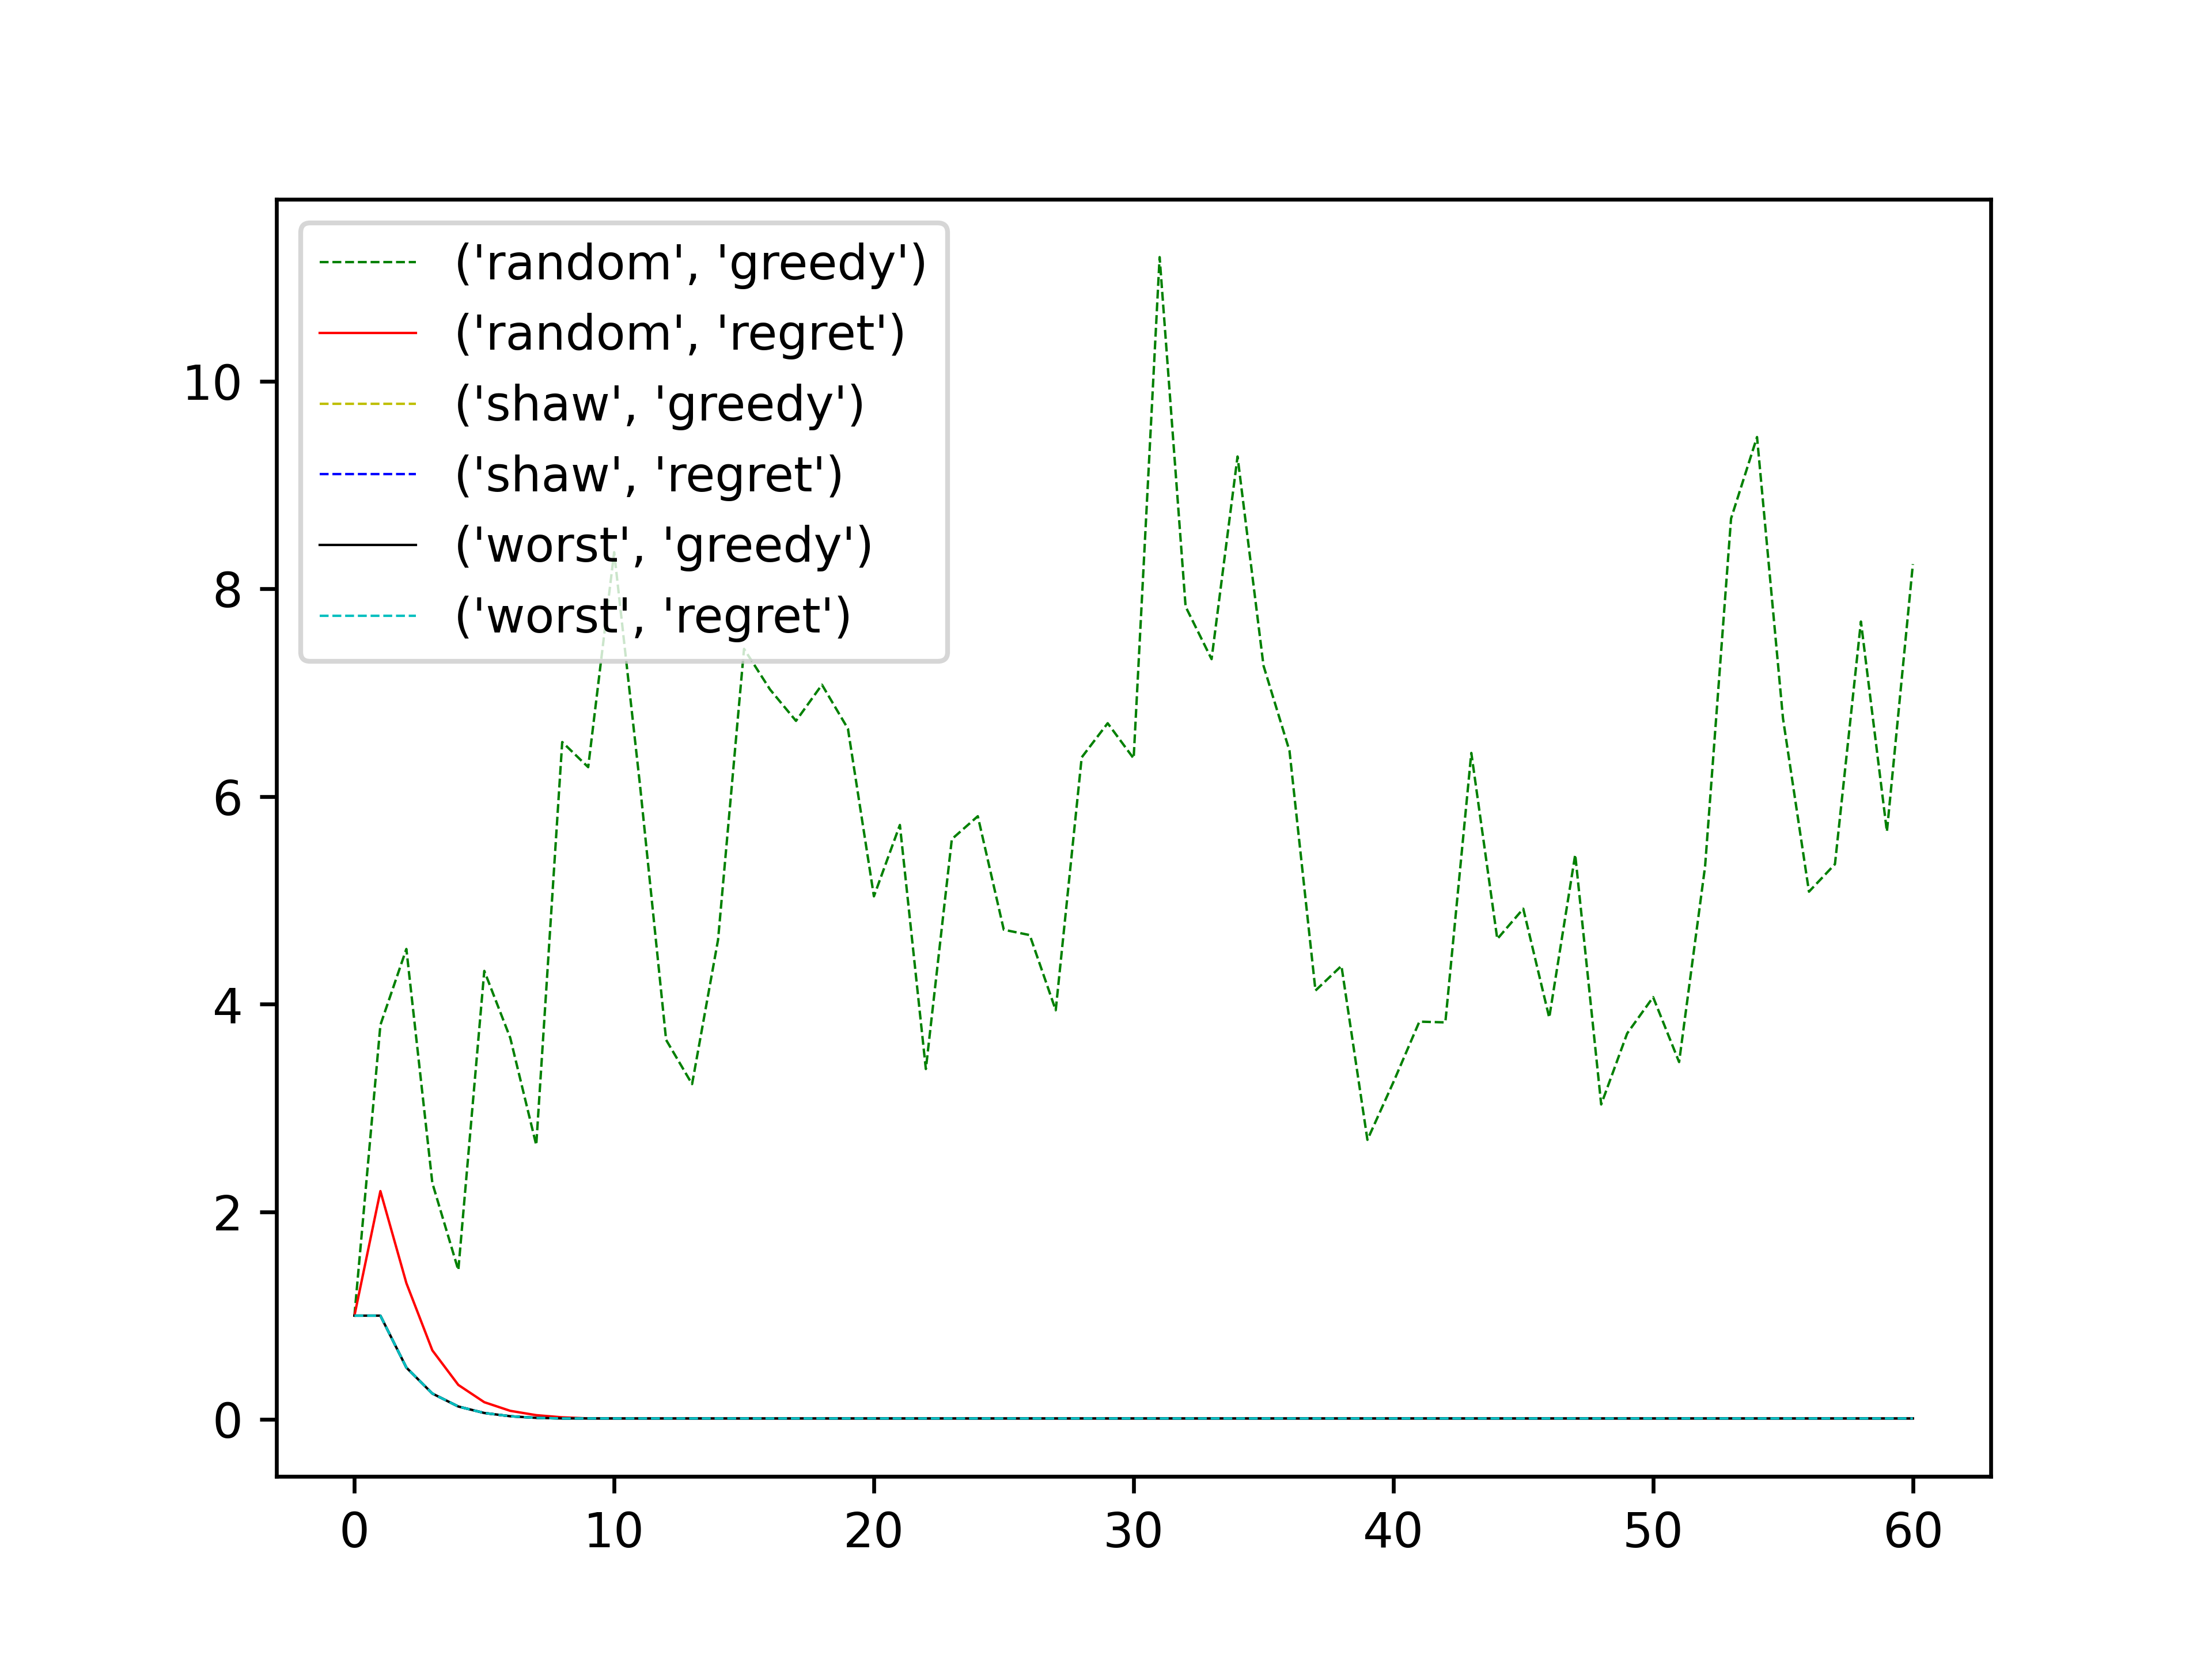 ('random', 'greedy')
('random', 'regret')
('shaw', 'greedy')
('shaw', 'regret')
('worst', 'greedy')
('worst', 'regret')
10
8
6
4
2
0
0 10 20 30 40 50 60